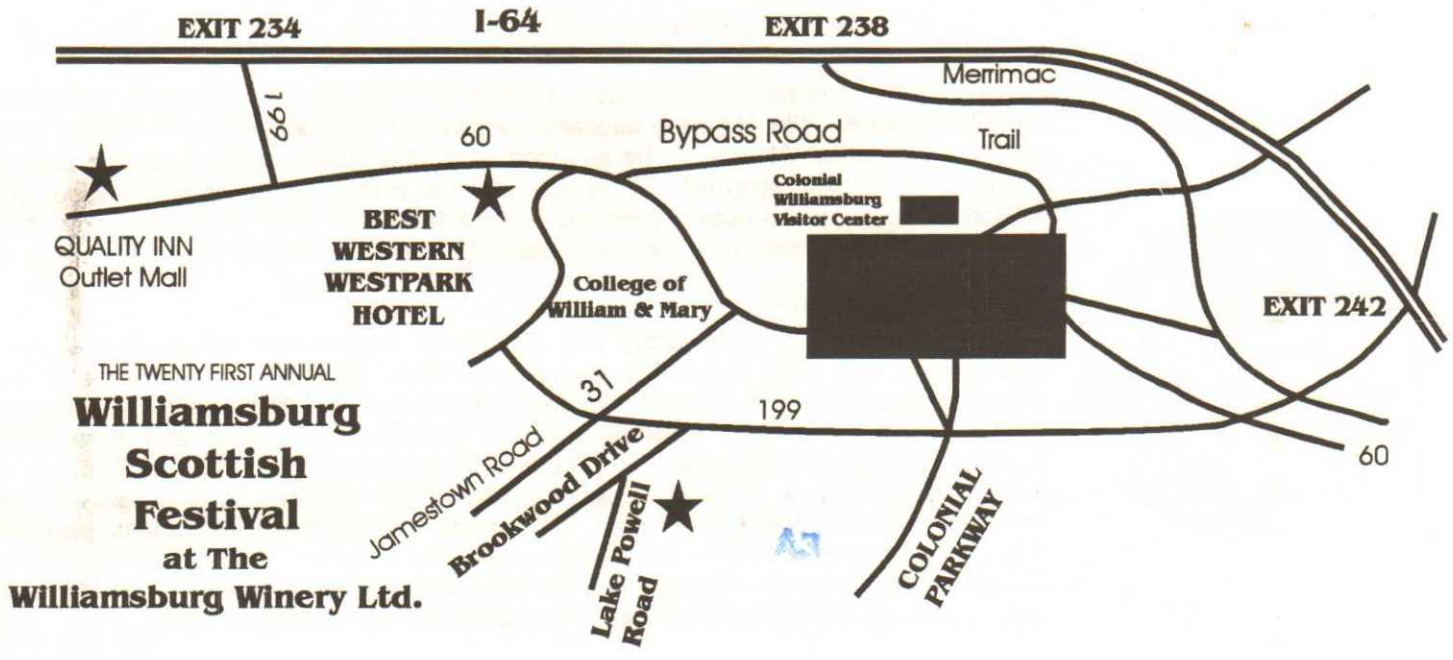 EXIT 234
I-64
EXIT 238
Merrimac
Trail
199
60
Bypass Road
Colonial
Williamsburg
Visitor Center
QUALITY INN
Outlet Mall
BEST
WESTERN
WESTPARK
HOTEL
College of
William & Mary
EXIT 242
THE TWENTY FIRST ANNUAL
Williamsburg
Scottish
Festival
at The
Williamsburg Winery Ltd.
31
199
60
Jamestown Road
Brookwood Drive
Lake Powell
Road
COLONIAL
PARKWAY